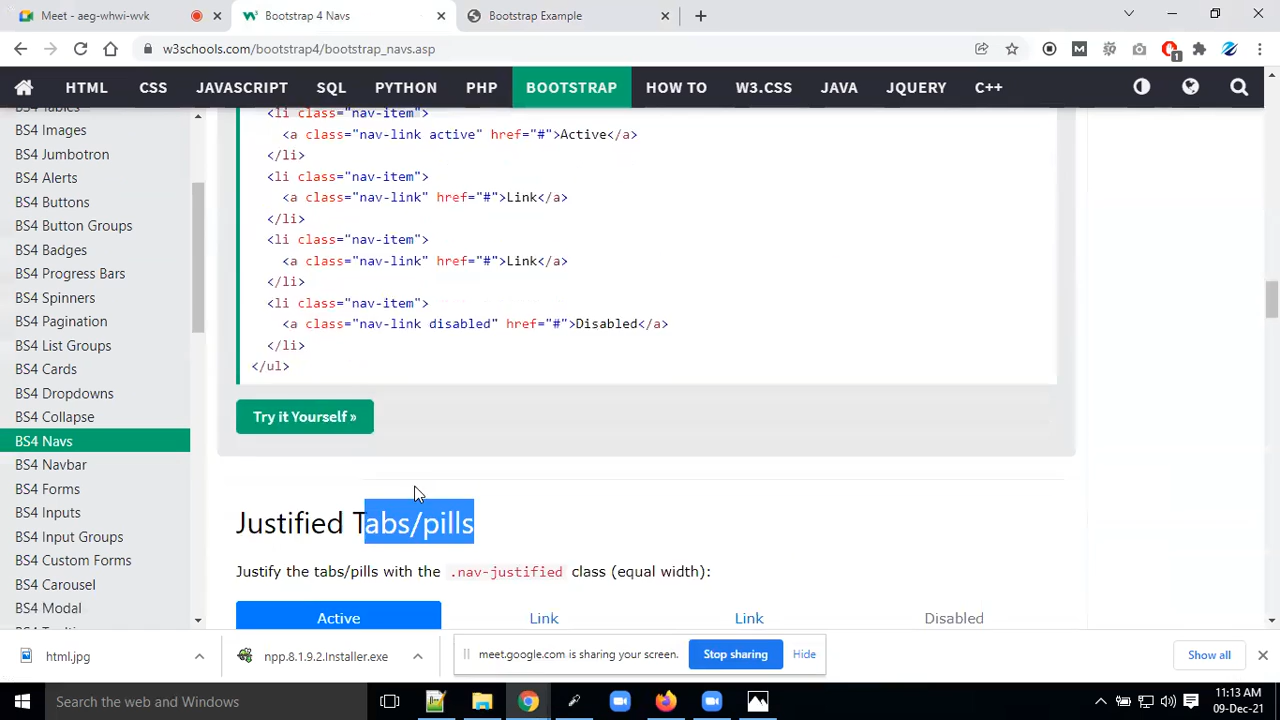 Meet - aeg-whwi-wvk
Bootstrap 4 Navs
Bootstrap Example
w3schools.com/bootstrap4/bootstrap_navs.asp
HTML CSS JAVASCRIPT SQL PYTHON PHP BOOTSTRAP HOW TO W3.CSS JAVA JQUERY C++
BS4 Tables
BS4 Images
BS4 Jumbotron
BS4 Alerts
BS4 Buttons
BS4 Button Groups
BS4 Badges
BS4 Progress Bars
BS4 Spinners
BS4 Pagination
BS4 List Groups
BS4 Cards
BS4 Dropdowns
BS4 Collapse
BS4 Navs
BS4 Navbar
BS4 Forms
BS4 Inputs
BS4 Input Groups
BS4 Custom Forms
BS4 Carousel
BS4 Modal
<li class="nav-item">
<a class="nav-link active" href="#">Active</a>
</li>
<li class="nav-item">
<a class="nav-link" href="#">Link</a>
</li>
<li class="nav-item">
<a class="nav-link" href="#">Link</a>
</li>
<li class="nav-item">
<a class="nav-link disabled" href="#">Disabled</a>
</li>
</ul>
Try it Yourself »
Justified Tabs/pills
Justify the tabs/pills with the .nav-justified class (equal width):
Active Link Link Disabled
html.jpg
npp.8.1.9.2.Installer.exe
meet.google.com is sharing your screen. Stop sharing Hide
Show all
Search the web and Windows
11:13 AM
09-Dec-21